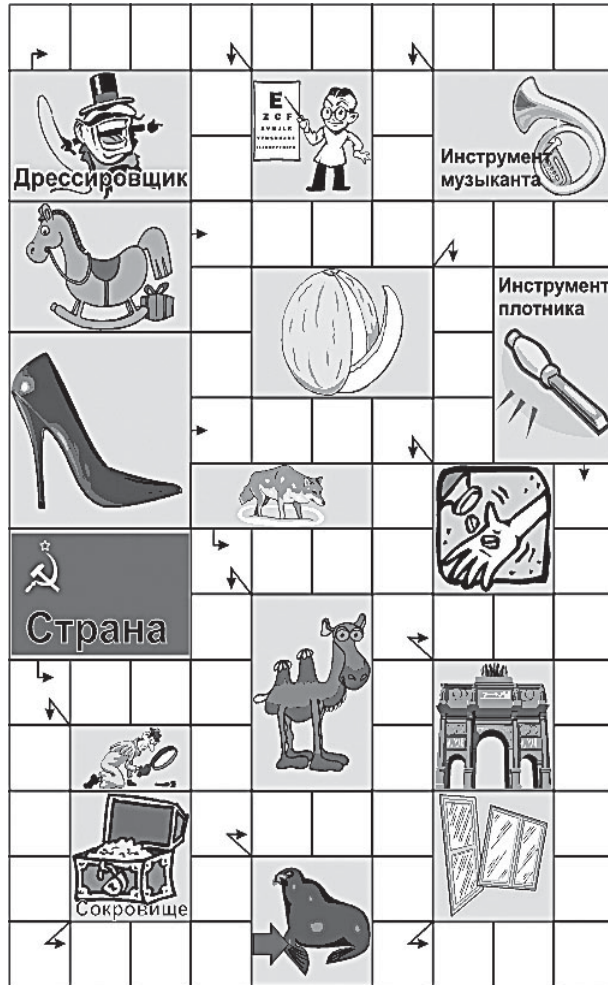 Дрессировщик
E
Z C F
Инструмент
музыканта
Инструмент
плотника
Страна
Сокровище